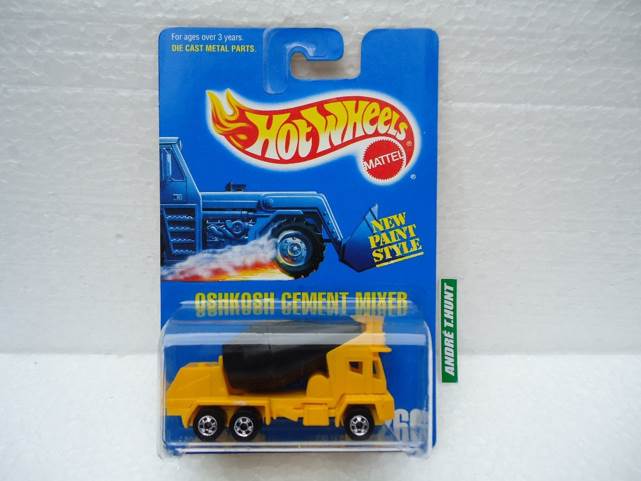 For ages over 3 years.
DIE CAST METAL PARTS.
HOT WHEELS®
MATTEL®
NEW
PAINT
STYLE
OSHKOSH CEMENT MIXER
ANDRÉ T.HUNT